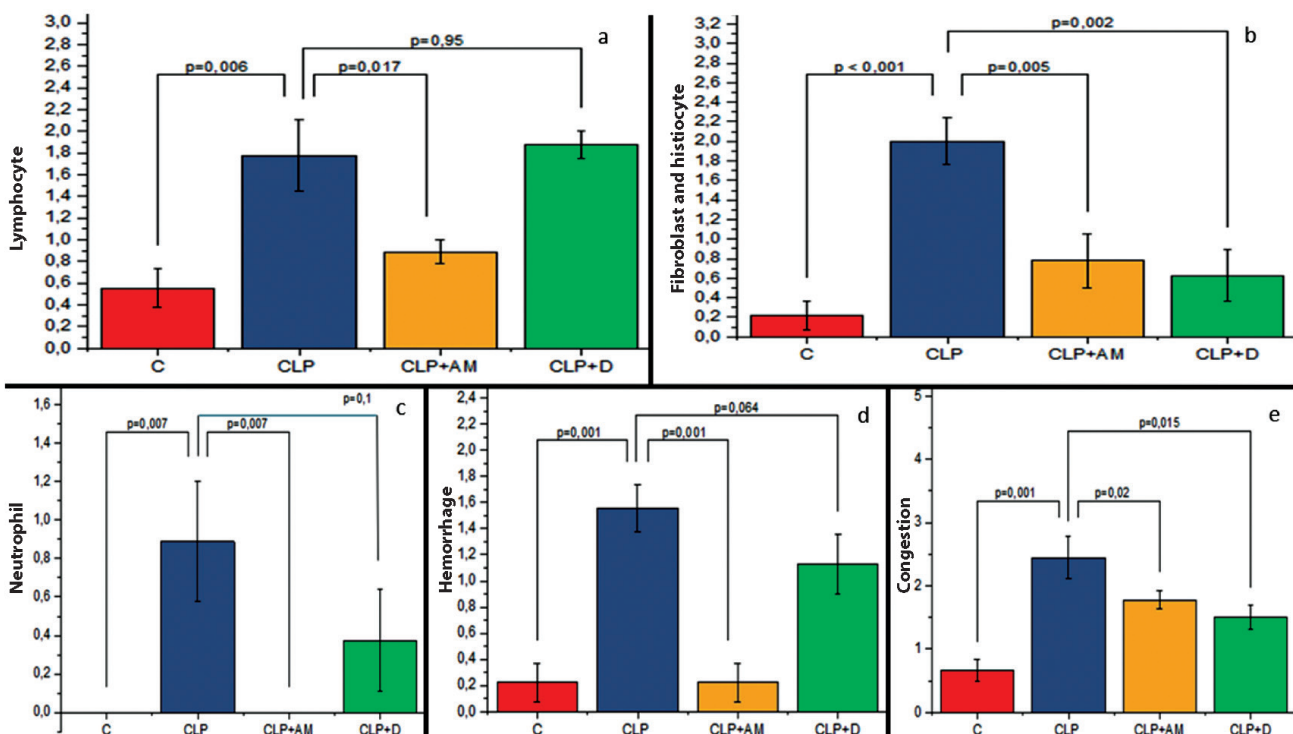 a
p=0,95
p=0,006
p=0,017
Lymphocyte
3,0
2,8
2,6
2,4
2,2
2,0
1,8
1,6
1,4
1,2
1,0
0,8
0,6
0,4
0,2
0,0
C CLP CLP+AM CLP+D
b
p=0,002
p < 0,001
p=0,005
Fibroblast and histiocyte
3,2
3,0
2,8
2,6
2,4
2,2
2,0
1,8
1,6
1,4
1,2
1,0
0,8
0,6
0,4
0,2
0,0
C CLP CLP+AM CLP+D
c
p=0,1
p=0,007
p=0,007
Neutrophil
1,6
1,4
1,2
1,0
0,8
0,6
0,4
0,2
0,0
C CLP CLP+AM CLP+D
d
p=0,064
p=0,001
p=0,001
Hemorrhage
2,4
2,2
2,0
1,8
1,6
1,4
1,2
1,0
0,8
0,6
0,4
0,2
0,0
C CLP CLP+AM CLP+D
e
p=0,015
p=0,001
p=0,02
Congestion
5
4
3
2
1
0
C CLP CLP+AM CLP+D